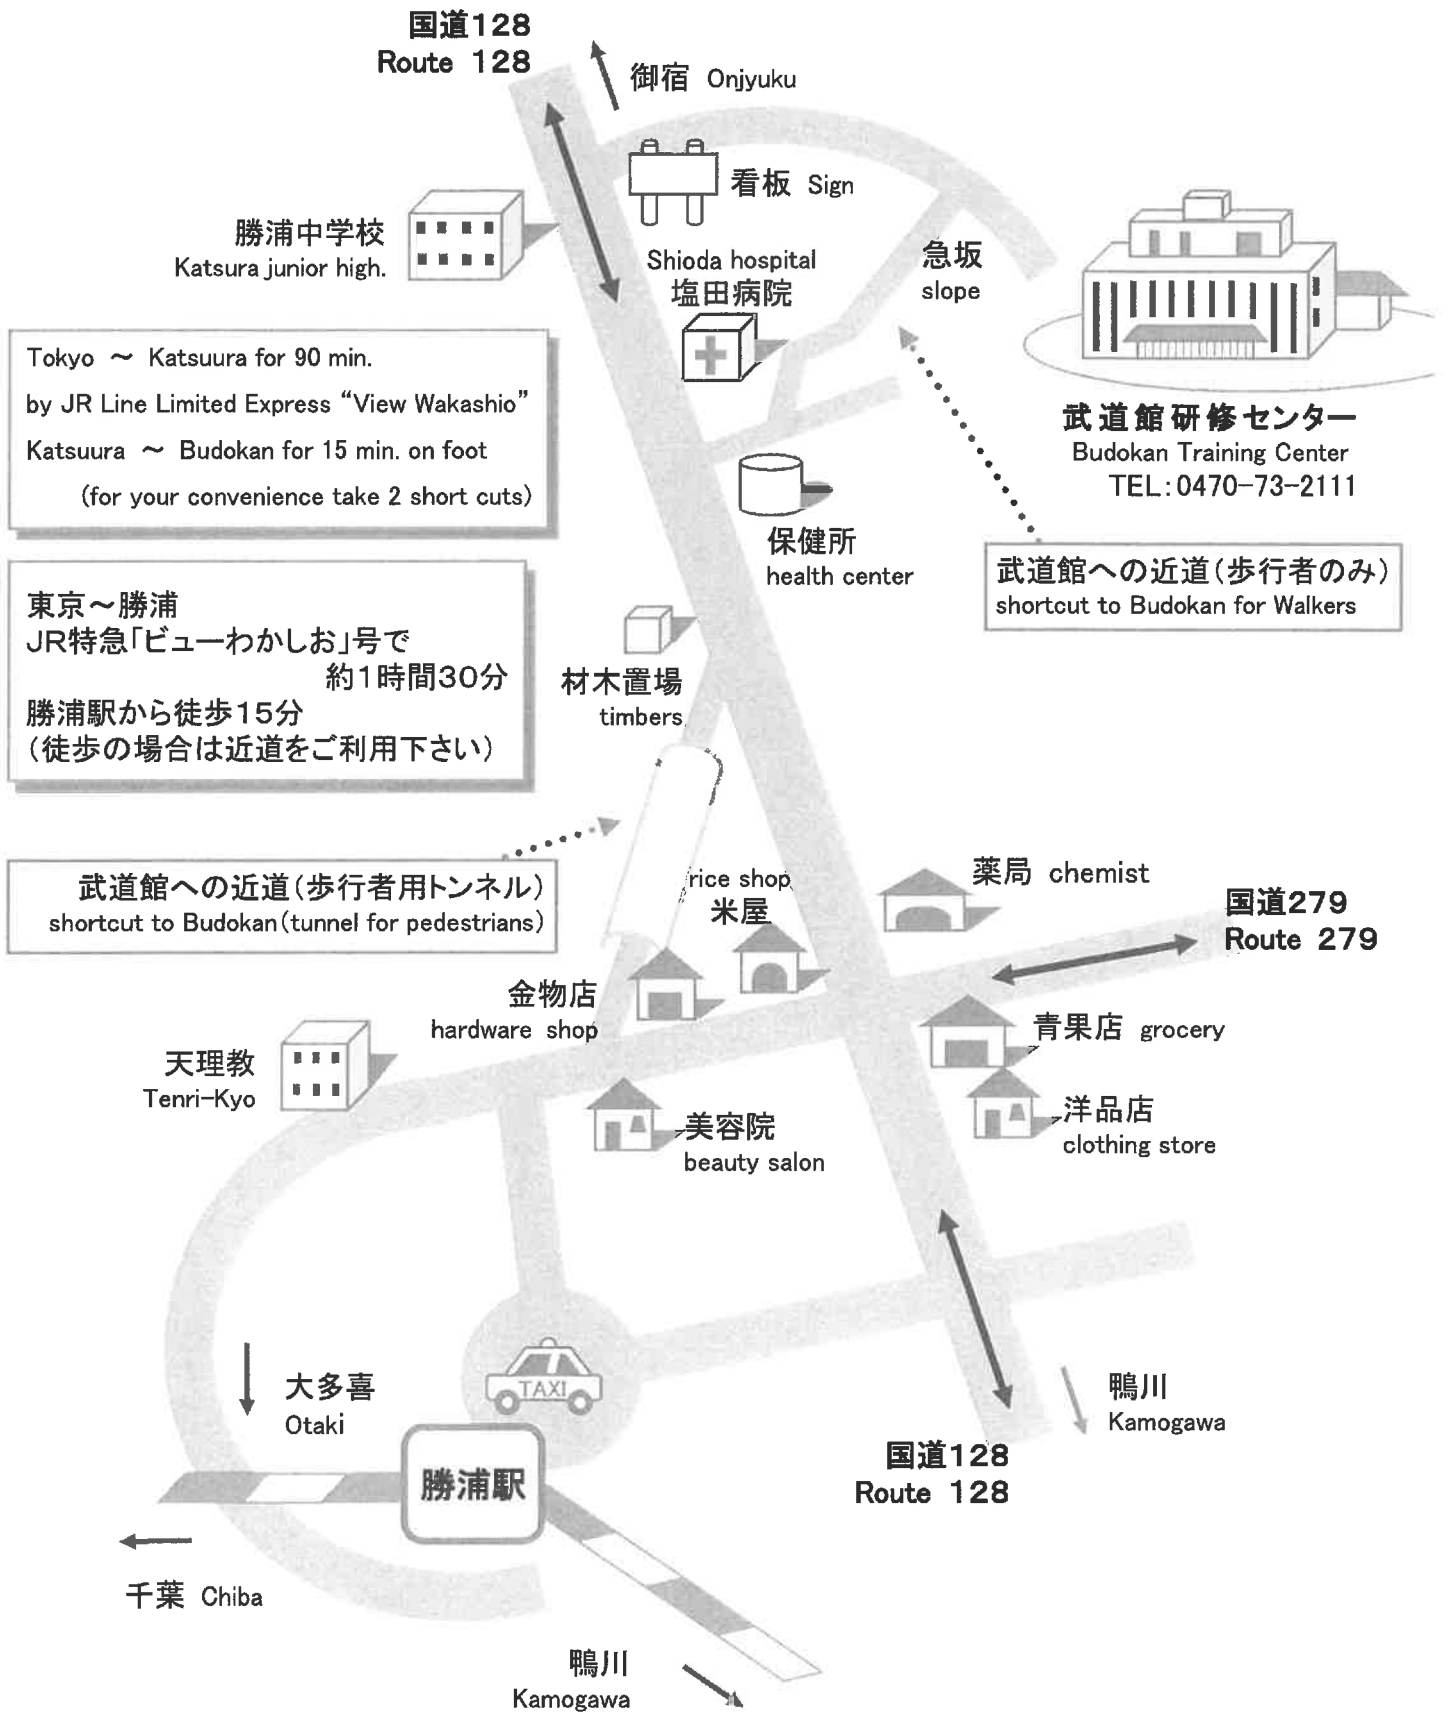 国道128
Route 128
御宿 Onjyuku
看板 Sign
勝浦中学校
Katsura junior high.
Shioda hospital
塩田病院
急坂
slope
Tokyo ～ Katsuura for 90 min.
by JR Line Limited Express “View Wakashio”
Katsuura ～ Budokan for 15 min. on foot
(for your convenience take 2 short cuts)
武道館研修センター
Budokan Training Center
TEL:0470-73-2111
保健所
health center
武道館への近道(歩行者のみ)
shortcut to Budokan for Walkers
東京～勝浦
JR特急「ビューわかしお」号で
約1時間30分
勝浦駅から徒歩15分
(徒歩の場合は近道をご利用下さい)
材木置場
timbers
武道館への近道(歩行者用トンネル)
shortcut to Budokan(tunnel for pedestrians)
rice shop
米屋
薬局 chemist
国道279
Route 279
金物店
hardware shop
青果店 grocery
天理教
Tenri-Kyo
美容院
beauty salon
洋品店
clothing store
TAXI
大多喜
Otaki
鴨川
Kamogawa
国道128
Route 128
勝浦駅
千葉 Chiba
鴨川
Kamogawa